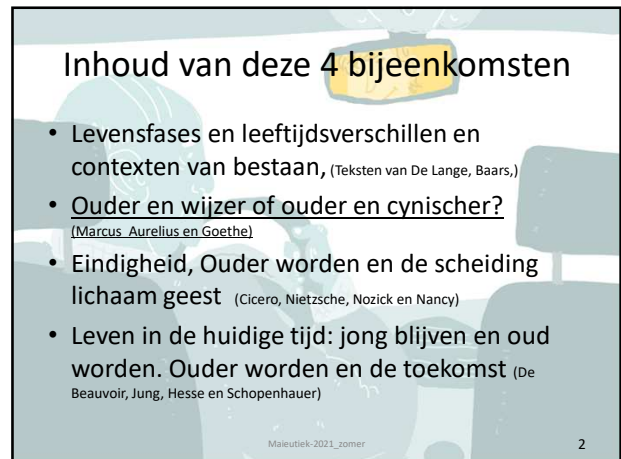 Inhoud van deze 4 bijeenkomsten
• Levensfases en leeftijdsverschillen en
contexten van bestaan, (Teksten van De Lange, Baars,)
• Ouder en wijzer of ouder en cynischer?
(Marcus Aurelius en Goethe)
• Eindigheid, Ouder worden en de scheiding
lichaam geest (Cicero, Nietzsche, Nozick en Nancy)
• Leven in de huidige tijd: jong blijven en oud
worden. Ouder worden en de toekomst (De
Beauvoir, Jung, Hesse en Schopenhauer)
Maieutiek-2021_zomer
2